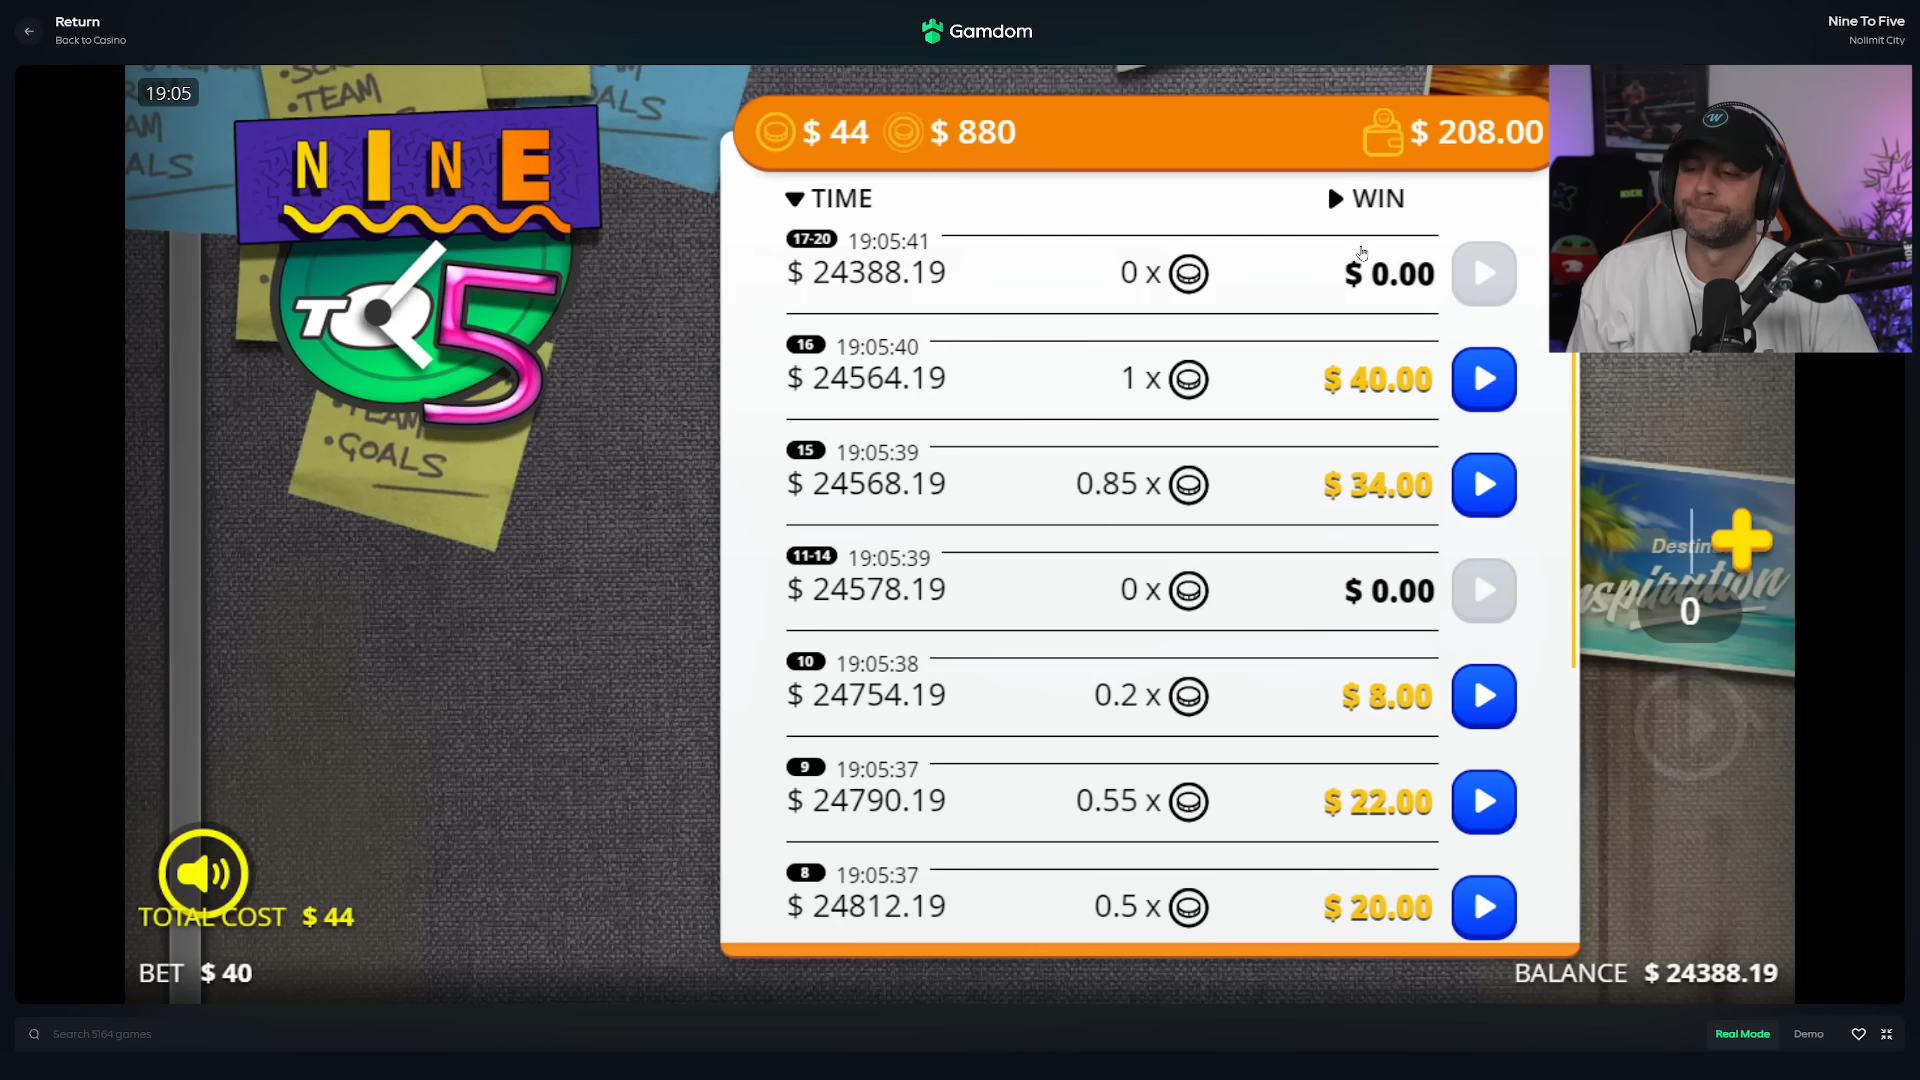 Return
Back to Casino
Gamdom
Nine To Five
Nolimit City
19:05
TEAM
GOALS
NINE
TO 5
TEAM
GOALS
$ 44 $ 880 $ 208.00
TIME WIN
17-20 19:05:41
$ 24388.19 0 x $ 0.00
16 19:05:40
$ 24564.19 1 x $ 40.00
15 19:05:39
$ 24568.19 0.85 x $ 34.00
11-14 19:05:39
$ 24578.19 0 x $ 0.00
10 19:05:38
$ 24754.19 0.2 x $ 8.00
9 19:05:37
$ 24790.19 0.55 x $ 22.00
8 19:05:37
$ 24812.19 0.5 x $ 20.00
0
TOTAL COST $ 44
BET $ 40
BALANCE $ 24388.19
Search 5164 games
Real Mode Demo